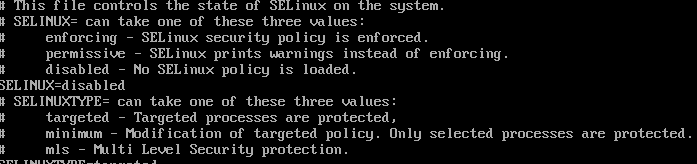 # This file controls the state of SELinux on the system.
# SELINUX= can take one of these three values:
#     enforcing - SELinux security policy is enforced.
#     permissive - SELinux prints warnings instead of enforcing.
#     disabled - No SELinux policy is loaded.
SELINUX=disabled
# SELINUXTYPE= can take one of these three values:
#     targeted - Targeted processes are protected,
#     minimum - Modification of targeted policy. Only selected processes are protected.
#     mls - Multi Level Security protection.
SELINUXTYPE=targeted